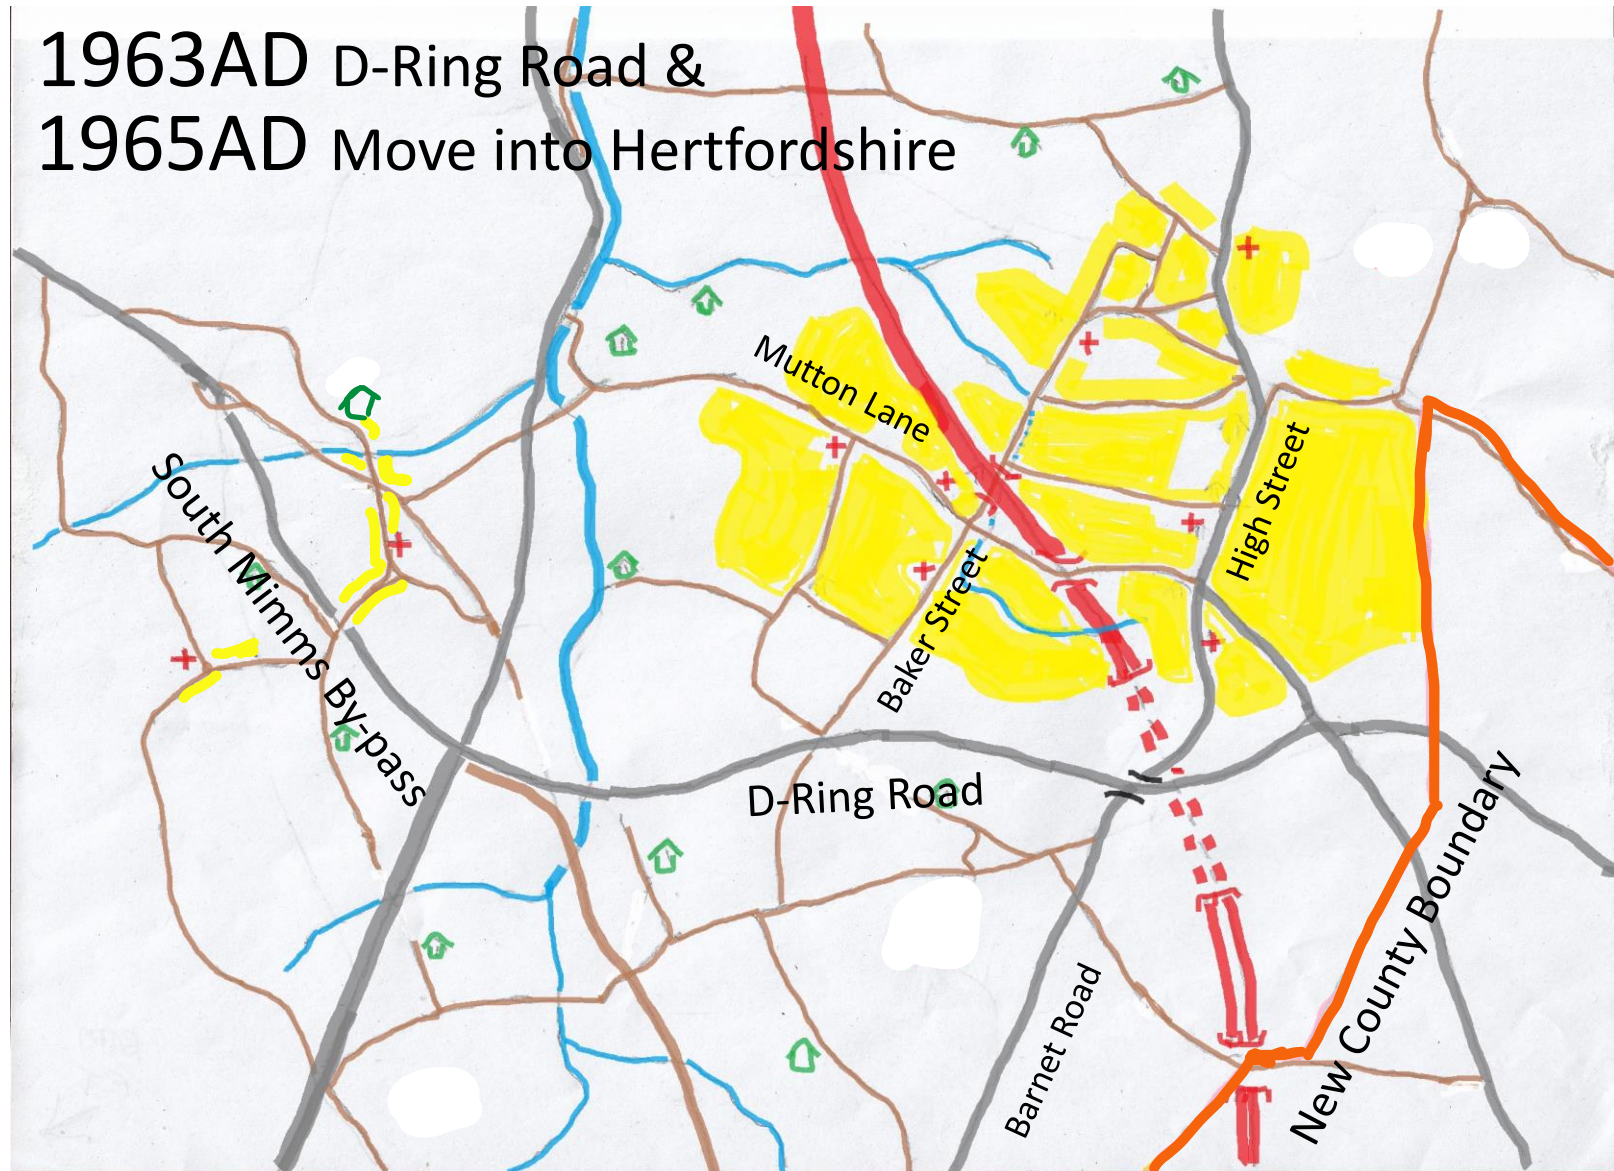 1963AD D-Ring Road &
1965AD Move into Hertfordshire
Mutton Lane
High Street
South Mimms By-pass
Baker Street
D-Ring Road
New County Boundary
Barnet Road